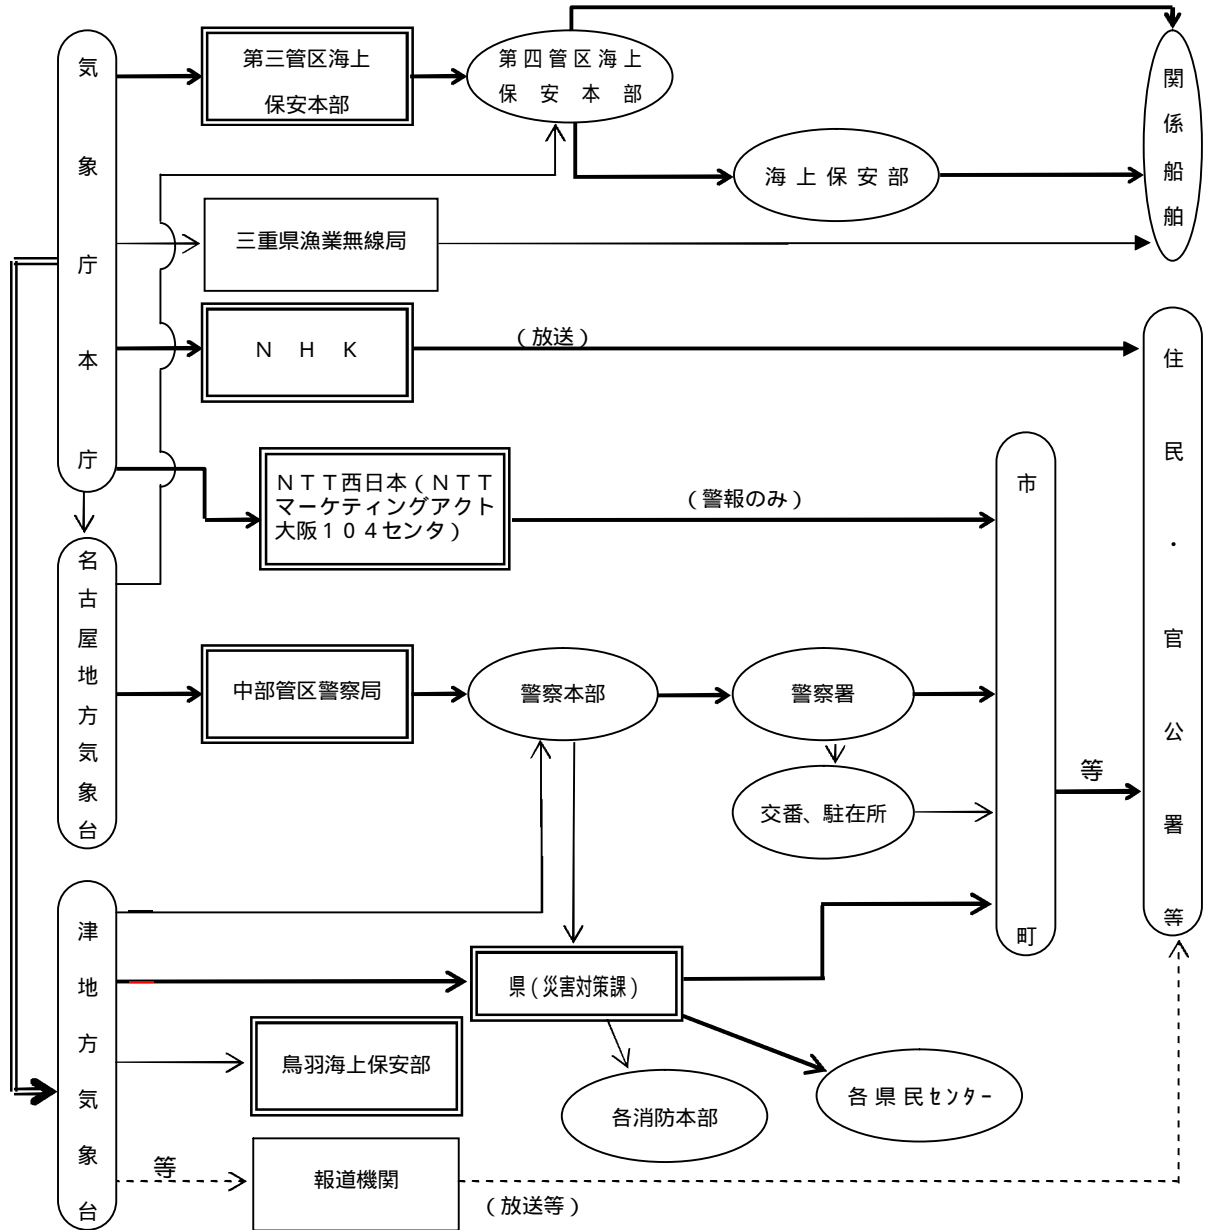 気象庁本庁
第三管区海上
保安本部
第四管区海上
保安本部
関係船舶
海上保安部
三重県漁業無線局
ＮＨＫ
（放送）
住民・官公署等
ＮＴＴ西日本（ＮＴＴ
マーケティングアクト
大阪１０４センタ）
（警報のみ）
市町
名古屋地方気象台
中部管区警察局
警察本部
警察署
交番、駐在所
等
津地方気象台
県（災害対策課）
鳥羽海上保安部
各消防本部
各県民ｾﾝﾀｰ
等
報道機関
（放送等）